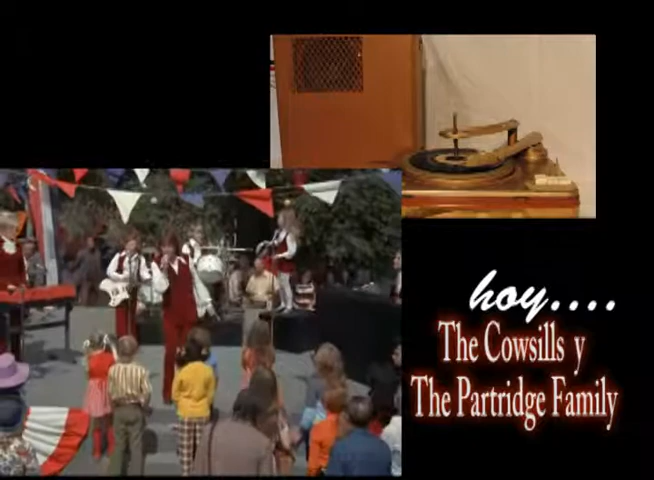 hoy....
The Cowsills y
The Partridge Family